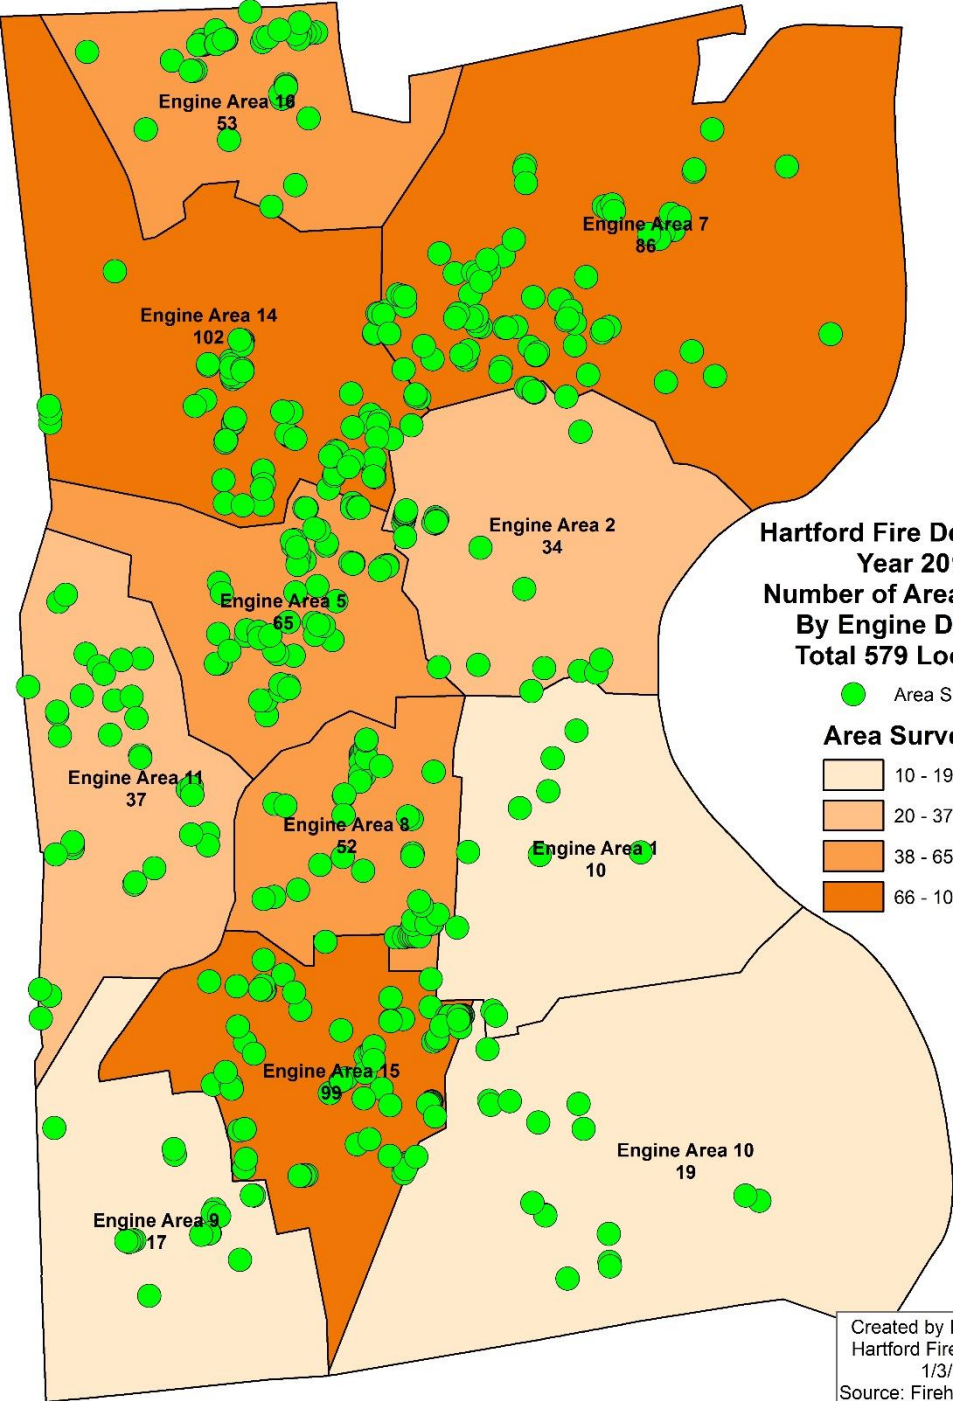 Engine Area 16
53
Engine Area 7
86
Engine Area 14
102
Engine Area 2
34
Hartford Fire De
Year 20
Number of Area
By Engine D
Total 579 Loc
Area S
Area Surve
10 - 19
20 - 37
38 - 65
66 - 10
Engine Area 5
65
Engine Area 11
37
Engine Area 8
52
Engine Area 1
10
Engine Area 15
99
Engine Area 10
19
Engine Area 9
17
Created by
Hartford Fire
1/3/
Source: Fireh